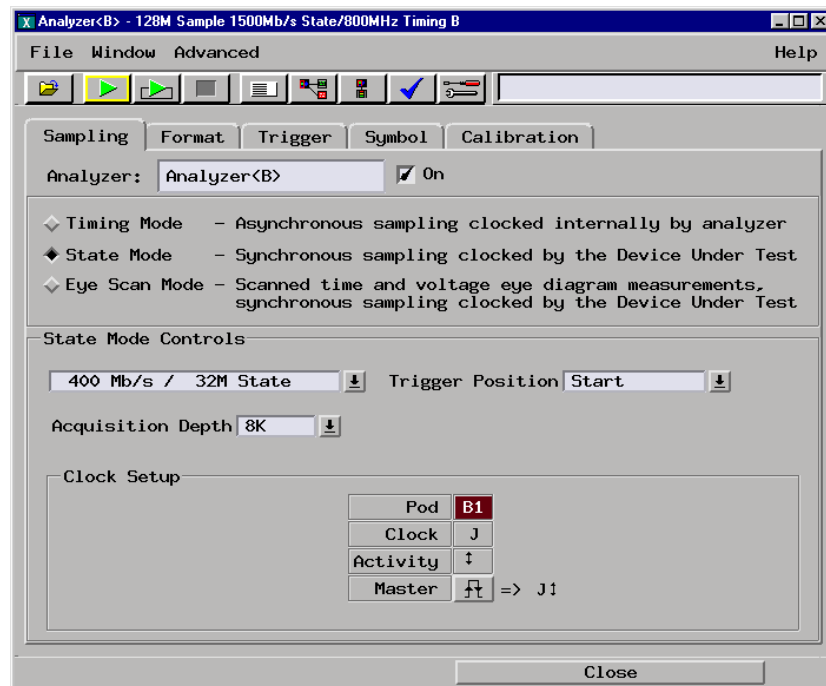 Analyzer<B> - 128M Sample 1500Mb/s State/800MHz Timing B
File Window Advanced Help
Sampling Format Trigger Symbol Calibration
Analyzer: Analyzer<B> On
Timing Mode - Asynchronous sampling clocked internally by analyzer
State Mode - Synchronous sampling clocked by the Device Under Test
Eye Scan Mode - Scanned time and voltage eye diagram measurements,
synchronous sampling clocked by the Device Under Test
State Mode Controls
400 Mb/s / 32M State Trigger Position Start
Acquisition Depth 8K
Clock Setup
Pod B1
Clock J
Activity ↕
Master => J↕
Close